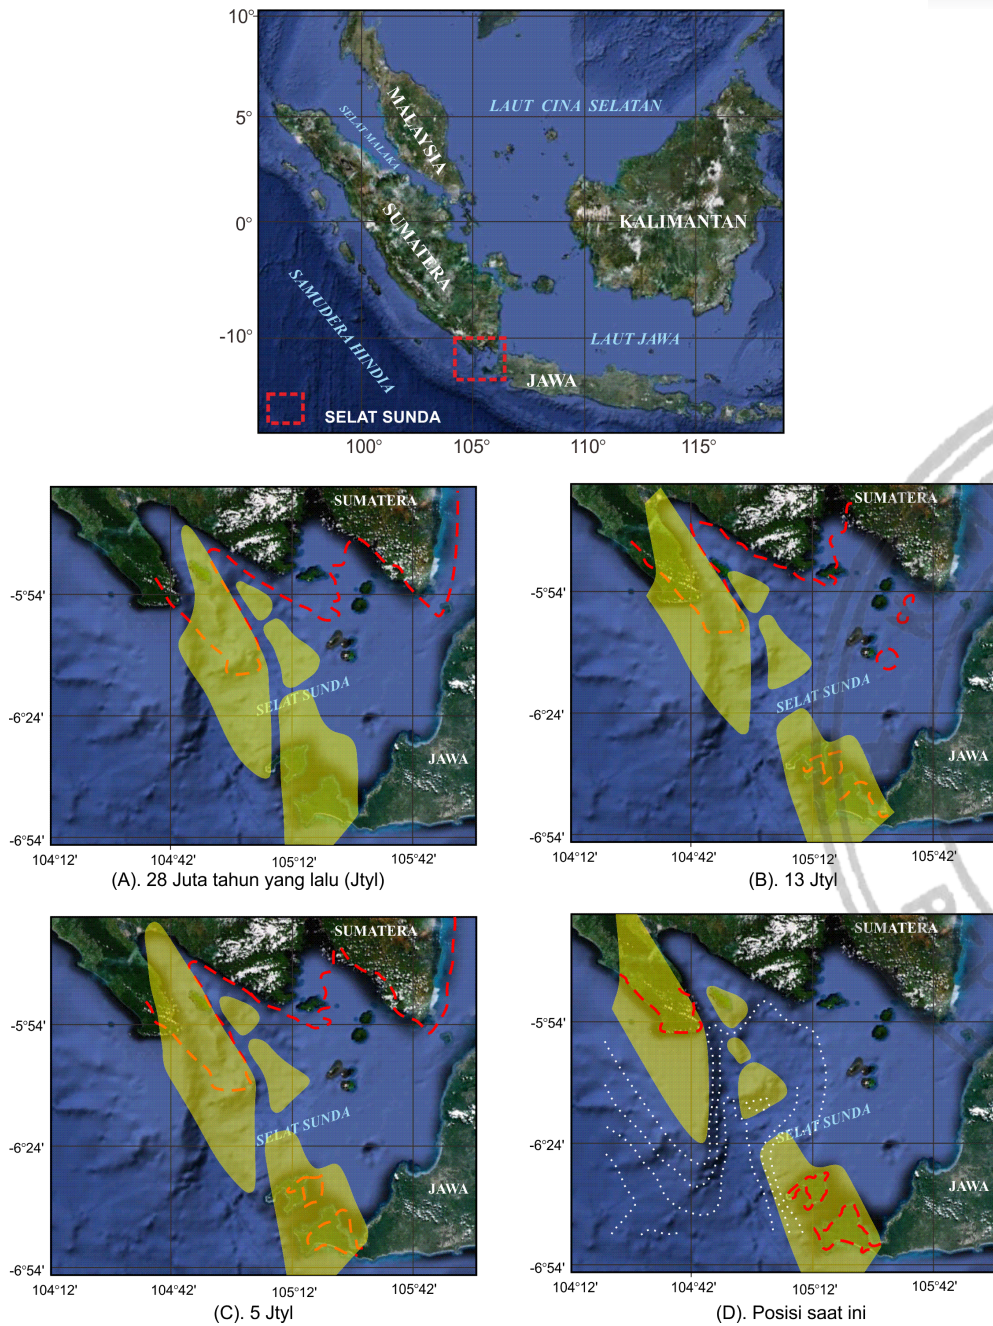 10°
5°
0°
-10°
100°
105°
110°
115°
LAUT CINA SELATAN
MALAYSIA
SELAT MALAKA
SUMATERA
KALIMANTAN
SAMUDERA HINDIA
LAUT JAWA
JAWA
SELAT SUNDA
SUMATERA
SELAT SUNDA
JAWA
-5°54'
-6°24'
-6°54'
104°12'
104°42'
105°12'
105°42'
(A). 28 Juta tahun yang lalu (Jtyl)
SUMATERA
SELAT SUNDA
JAWA
-5°54'
-6°24'
-6°54'
104°12'
104°42'
105°12'
105°42'
(B). 13 Jtyl
SUMATERA
SELAT SUNDA
JAWA
-5°54'
-6°24'
-6°54'
104°12'
104°42'
105°12'
105°42'
(C). 5 Jtyl
SUMATERA
SELAT SUNDA
JAWA
-5°54'
-6°24'
-6°54'
104°12'
104°42'
105°12'
105°42'
(D). Posisi saat ini